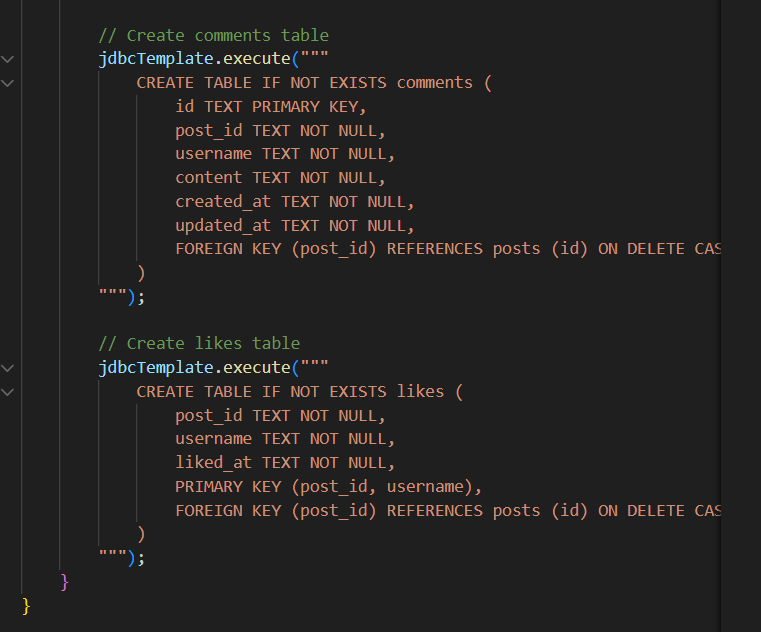 // Create comments table
jdbcTemplate.execute("""
CREATE TABLE IF NOT EXISTS comments (
id TEXT PRIMARY KEY,
post_id TEXT NOT NULL,
username TEXT NOT NULL,
content TEXT NOT NULL,
created_at TEXT NOT NULL,
updated_at TEXT NOT NULL,
FOREIGN KEY (post_id) REFERENCES posts (id) ON DELETE CAS
)
""");
// Create likes table
jdbcTemplate.execute("""
CREATE TABLE IF NOT EXISTS likes (
post_id TEXT NOT NULL,
username TEXT NOT NULL,
liked_at TEXT NOT NULL,
PRIMARY KEY (post_id, username),
FOREIGN KEY (post_id) REFERENCES posts (id) ON DELETE CAS
)
""");
}
}